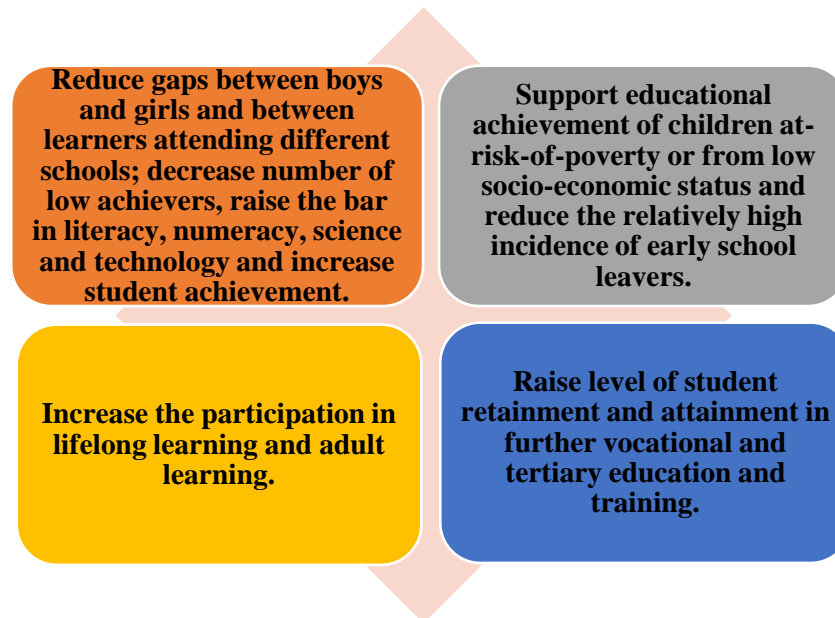 Reduce gaps between boys
and girls and between
learners attending different
schools; decrease number of
low achievers, raise the bar
in literacy, numeracy, science
and technology and increase
student achievement.
Support educational
achievement of children at-
risk-of-poverty or from low
socio-economic status and
reduce the relatively high
incidence of early school
leavers.
Increase the participation in
lifelong learning and adult
learning.
Raise level of student
retainment and attainment in
further vocational and
tertiary education and
training.